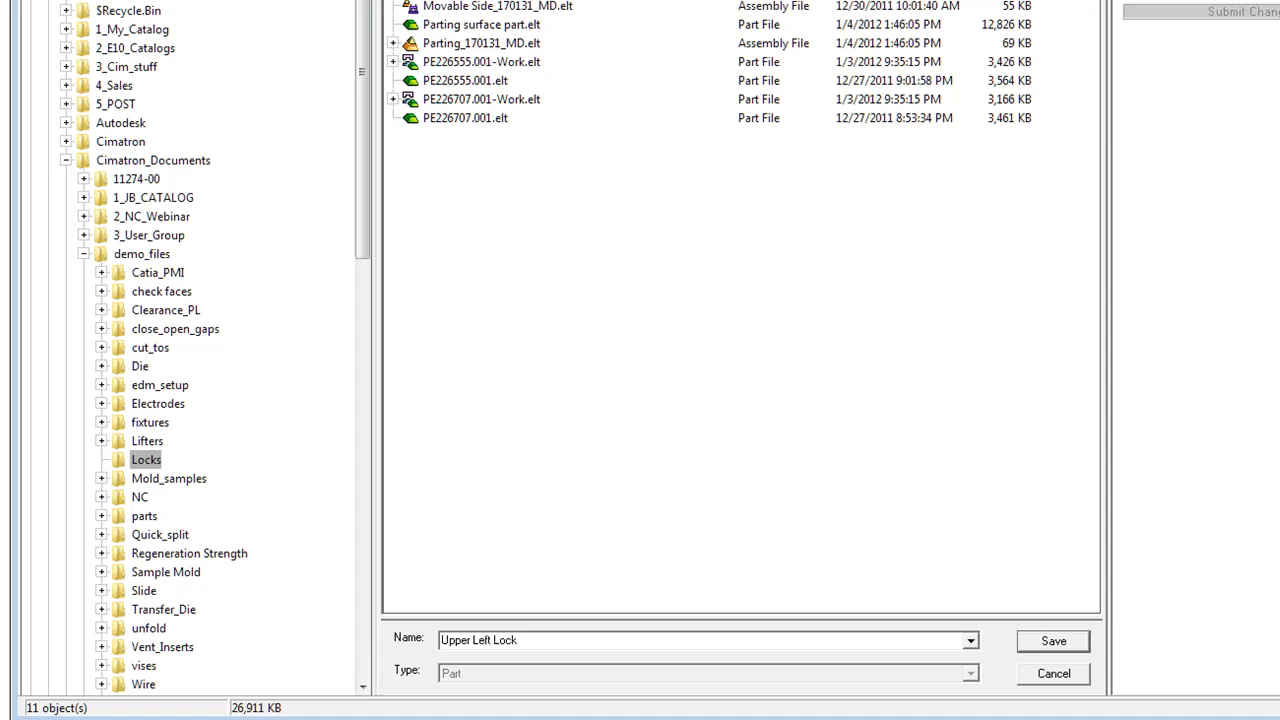 $Recycle.Bin
1_My_Catalog
2_E10_Catalogs
3_Cim_stuff
4_Sales
5_POST
Autodesk
Cimatron
Cimatron_Documents
11274-00
1_JB_CATALOG
2_NC_Webinar
3_User_Group
demo_files
Catia_PMI
check faces
Clearance_PL
close_open_gaps
cut_tos
Die
edm_setup
Electrodes
fixtures
Lifters
Locks
Mold_samples
NC
parts
Quick_split
Regeneration Strength
Sample Mold
Slide
Transfer_Die
unfold
Vent_Inserts
vises
Wire
Movable Side_170131_MD.elt Assembly File 12/30/2011 10:01:40 AM 55 KB
Parting surface part.elt Part File 1/4/2012 1:46:05 PM 12,826 KB
Parting_170131_MD.elt Assembly File 1/4/2012 1:46:05 PM 69 KB
PE226555.001-Work.elt Part File 1/3/2012 9:35:15 PM 3,426 KB
PE226555.001.elt Part File 12/27/2011 9:01:58 PM 3,564 KB
PE226707.001-Work.elt Part File 1/3/2012 9:35:15 PM 3,166 KB
PE226707.001.elt Part File 12/27/2011 8:53:34 PM 3,461 KB
Submit Chang
Name: Upper Left Lock Save
Type: Part Cancel
11 object(s) 26,911 KB